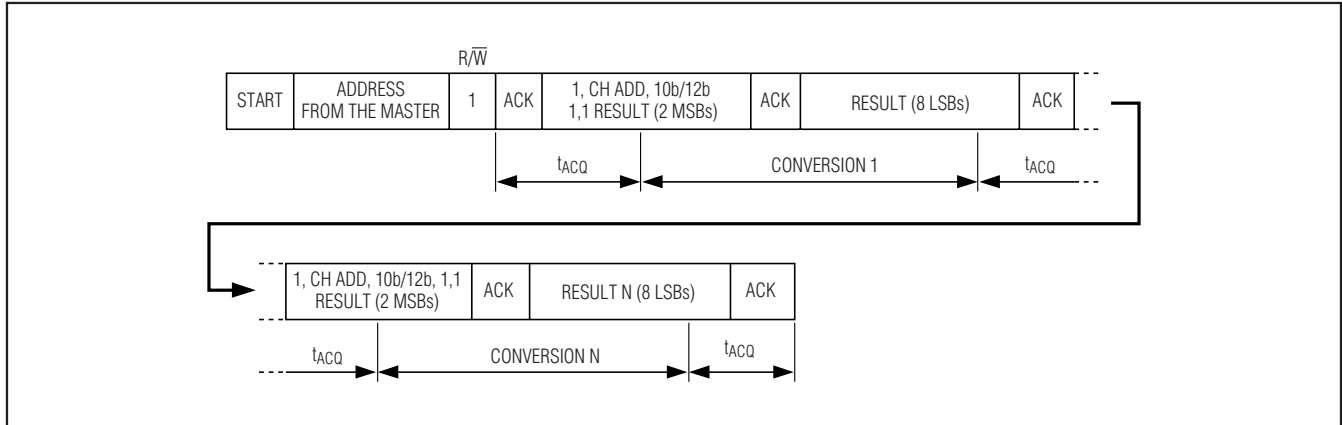 R/W̅
START
ADDRESS
FROM THE MASTER
1
ACK
1, CH ADD, 10b/12b
1,1 RESULT (2 MSBs)
ACK
RESULT (8 LSBs)
ACK
tACQ
CONVERSION 1
tACQ
1, CH ADD, 10b/12b, 1,1
RESULT (2 MSBs)
ACK
RESULT N (8 LSBs)
ACK
tACQ
CONVERSION N
tACQ